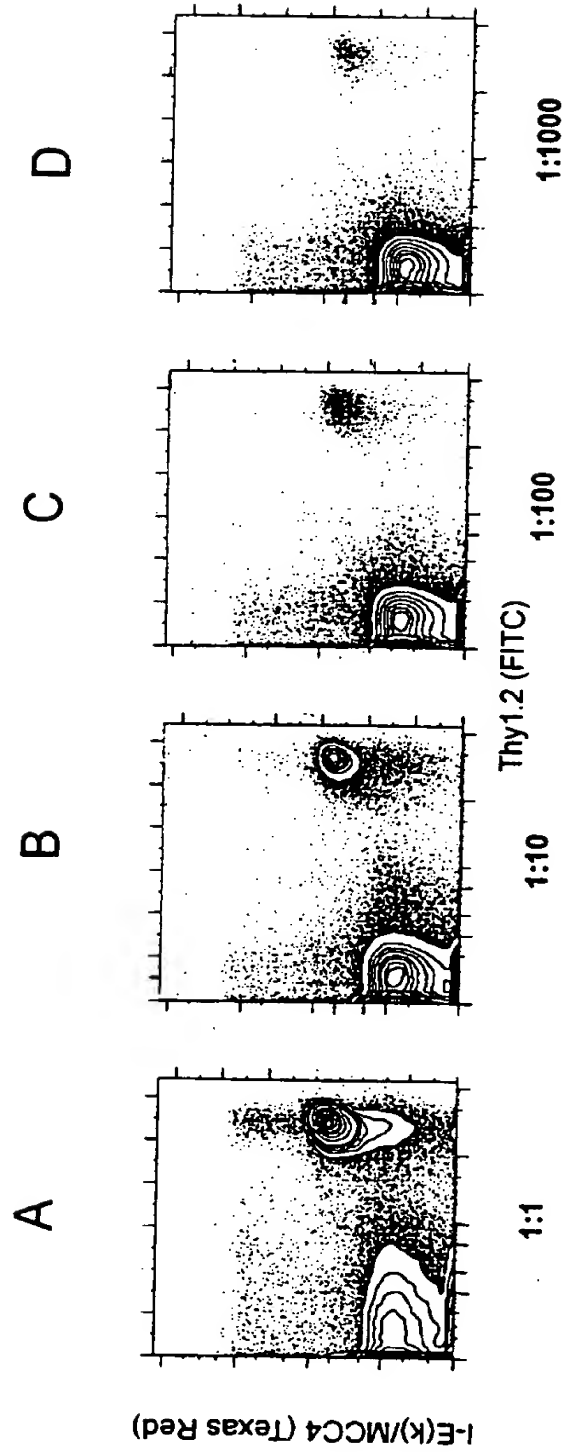 A
B
C
D
I-E(k)/MCC4 (Texas Red)
1:1
1:10
1:100
1:1000
Thy1.2 (FITC)